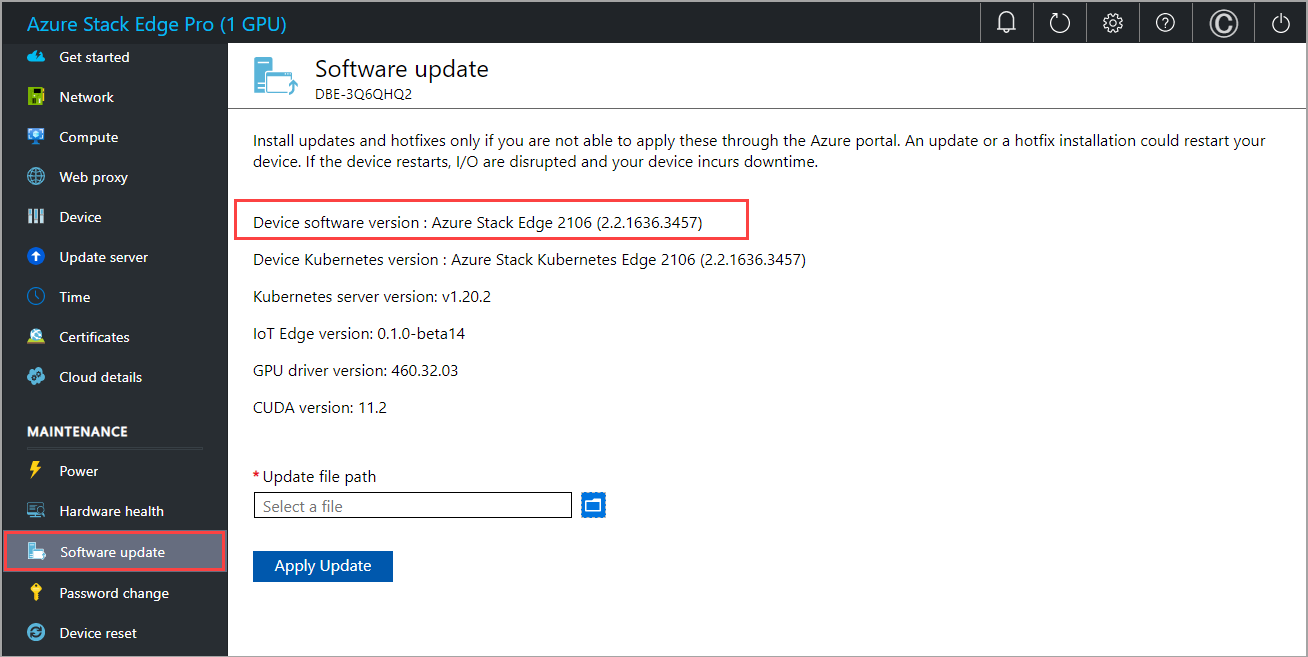 Azure Stack Edge Pro (1 GPU)
Get started
Network
Compute
Web proxy
Device
Update server
Time
Certificates
Cloud details
MAINTENANCE
Power
Hardware health
Software update
Password change
Device reset
Software update
DBE-3Q6QHQ2
Install updates and hotfixes only if you are not able to apply these through the Azure portal. An update or a hotfix installation could restart your
device. If the device restarts, I/O are disrupted and your device incurs downtime.
Device software version : Azure Stack Edge 2106 (2.2.1636.3457)
Device Kubernetes version : Azure Stack Kubernetes Edge 2106 (2.2.1636.3457)
Kubernetes server version: v1.20.2
IoT Edge version: 0.1.0-beta14
GPU driver version: 460.32.03
CUDA version: 11.2
* Update file path
Select a file
Apply Update